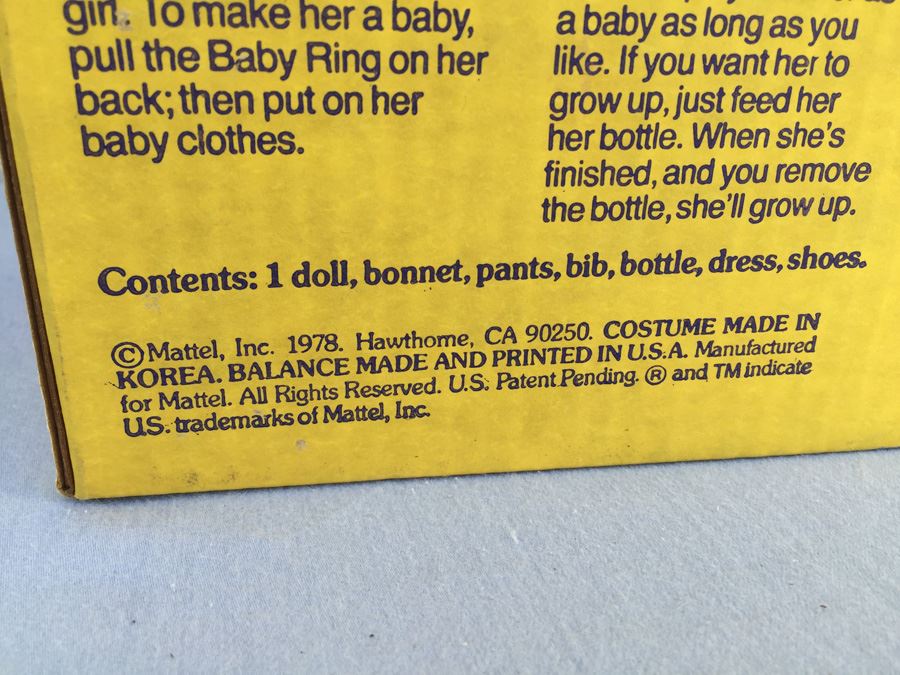 girl. To make her a baby,
pull the Baby Ring on her
back; then put on her
baby clothes.
a baby as long as you
like. If you want her to
grow up, just feed her
her bottle. When she's
finished, and you remove
the bottle, she'll grow up.
Contents: 1 doll, bonnet, pants, bib, bottle, dress, shoes.
© Mattel, Inc. 1978. Hawthorne, CA 90250. COSTUME MADE IN
KOREA. BALANCE MADE AND PRINTED IN U.S.A. Manufactured
for Mattel. All Rights Reserved. U.S. Patent Pending. ® and TM indicate
U.S. trademarks of Mattel, Inc.